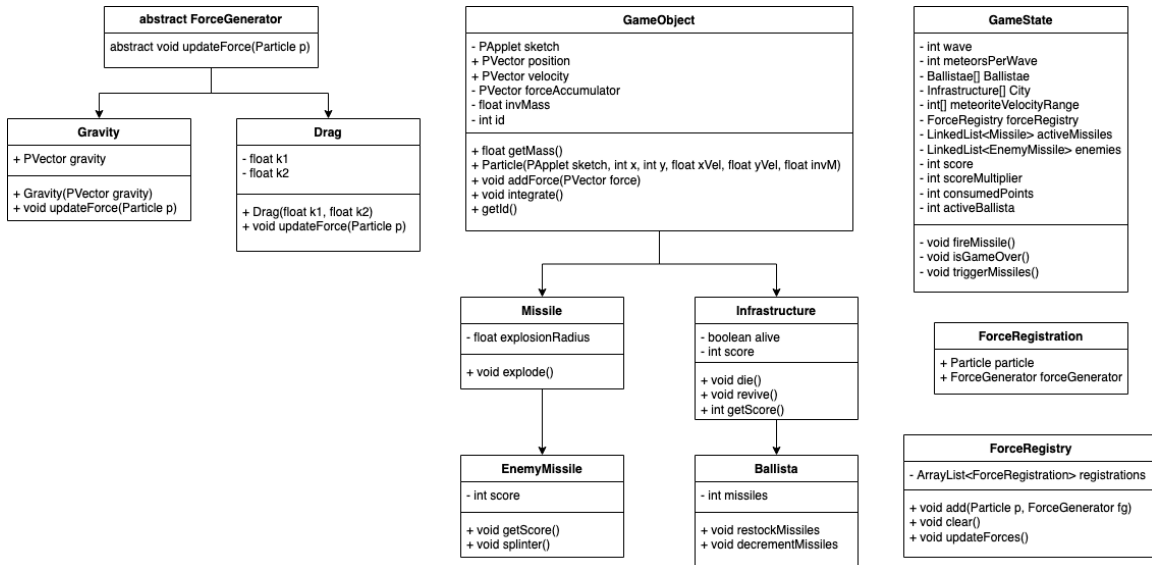 abstract ForceGenerator
abstract void updateForce(Particle p)
Gravity
+ PVector gravity
+ Gravity(PVector gravity)
+ void updateForce(Particle p)
Drag
- float k1
- float k2
+ Drag(float k1, float k2)
+ void updateForce(Particle p)
GameObject
- PApplet sketch
+ PVector position
+ PVector velocity
- PVector forceAccumulator
- float invMass
- int id
+ float getMass()
+ Particle(PApplet sketch, int x, int y, float xVel, float yVel, float invM)
+ void addForce(PVector force)
+ void integrate()
+ getId()
Missile
- float explosionRadius
+ void explode()
EnemyMissile
- int score
+ void getScore()
+ void splinter()
Infrastructure
- boolean alive
- int score
+ void die()
+ void revive()
+ int getScore()
Ballista
- int missiles
+ void restockMissiles
+ void decrementMissiles
GameState
- int wave
- int meteorsPerWave
- Ballistae[] Ballistae
- Infrastructure[] City
- int[] meteoriteVelocityRange
- ForceRegistry forceRegistry
- LinkedList<Missile> activeMissiles
- LinkedList<EnemyMissile> enemies
- int score
- int scoreMultiplier
- int consumedPoints
- int activeBallista
- void fireMissile()
- void isGameOver()
- void triggerMissiles()
ForceRegistration
+ Particle particle
+ ForceGenerator forceGenerator
ForceRegistry
- ArrayList<ForceRegistration> registrations
+ void add(Particle p, ForceGenerator fg)
+ void clear()
+ void updateForces()